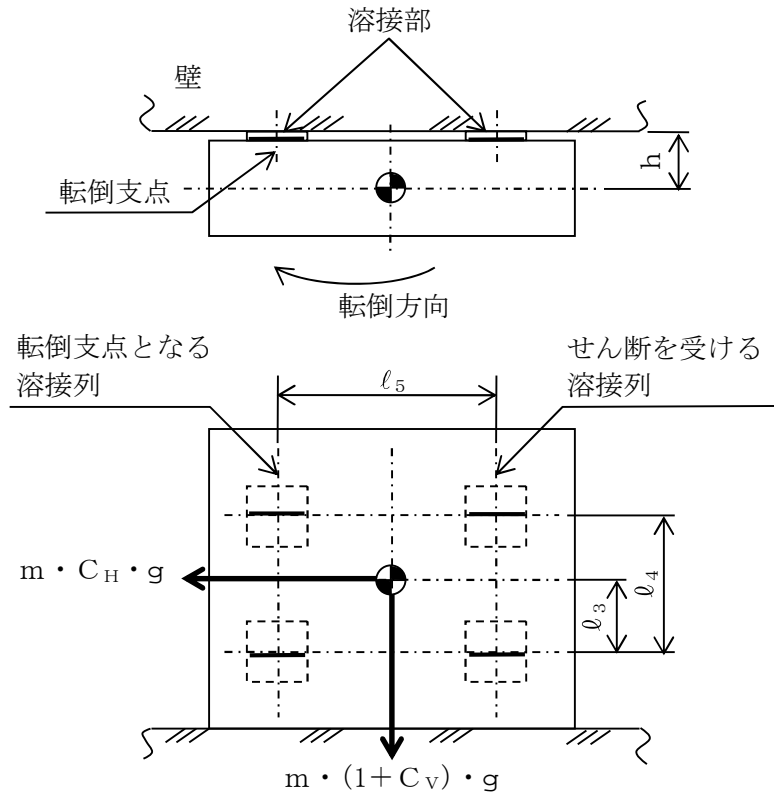 溶接部
壁
h
転倒支点
転倒方向
転倒支点となる
溶接列
せん断を受ける
溶接列
ℓ5
m・CH・g
ℓ4
ℓ3
m・(1+CV)・g